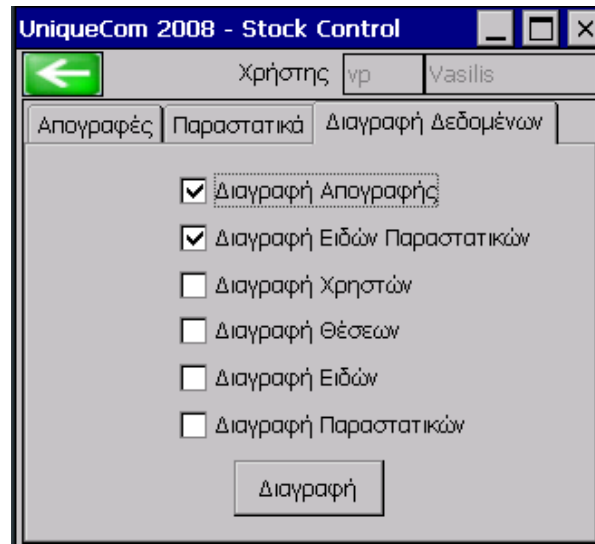 UniqueCom 2008 - Stock Control
Χρήστης vp Vasilis
Απογραφές Παραστατικά Διαγραφή Δεδομένων
Διαγραφή Απογραφής
Διαγραφή Ειδών Παραστατικών
Διαγραφή Χρηστών
Διαγραφή Θέσεων
Διαγραφή Ειδών
Διαγραφή Παραστατικών
Διαγραφή